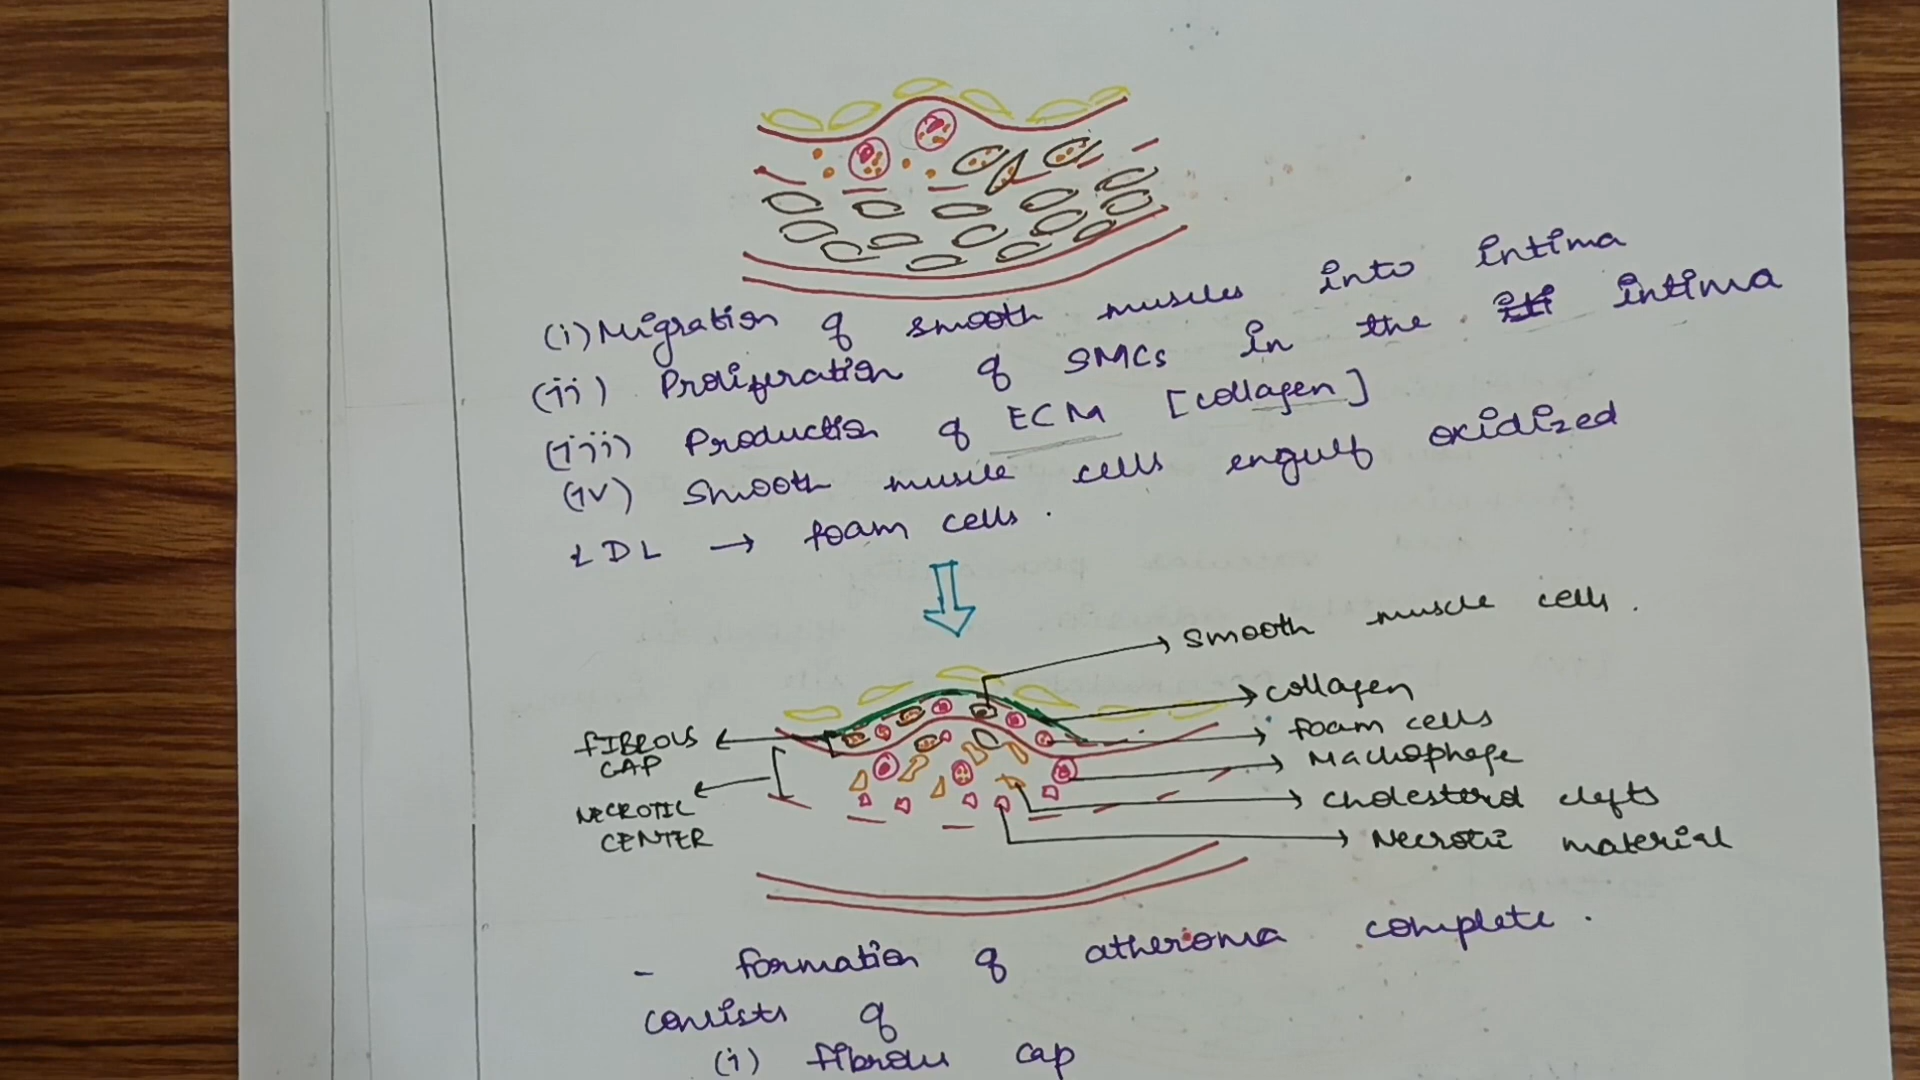 (i) Migration of smooth muscles into intima
(ii) Proliferation of SMCs in the intima
(iii) Production of ECM [collagen]
(iv) Smooth muscle cells engulf oxidized
LDL → foam cells.
→ smooth muscle cells.
→ collagen
→ foam cells
→ Macrophage
→ cholesterol clefts
→ Necrotic material
FIBROUS
CAP
NECROTIC
CENTER
- formation of atheroma complete.
consists of
(i) fibrous cap